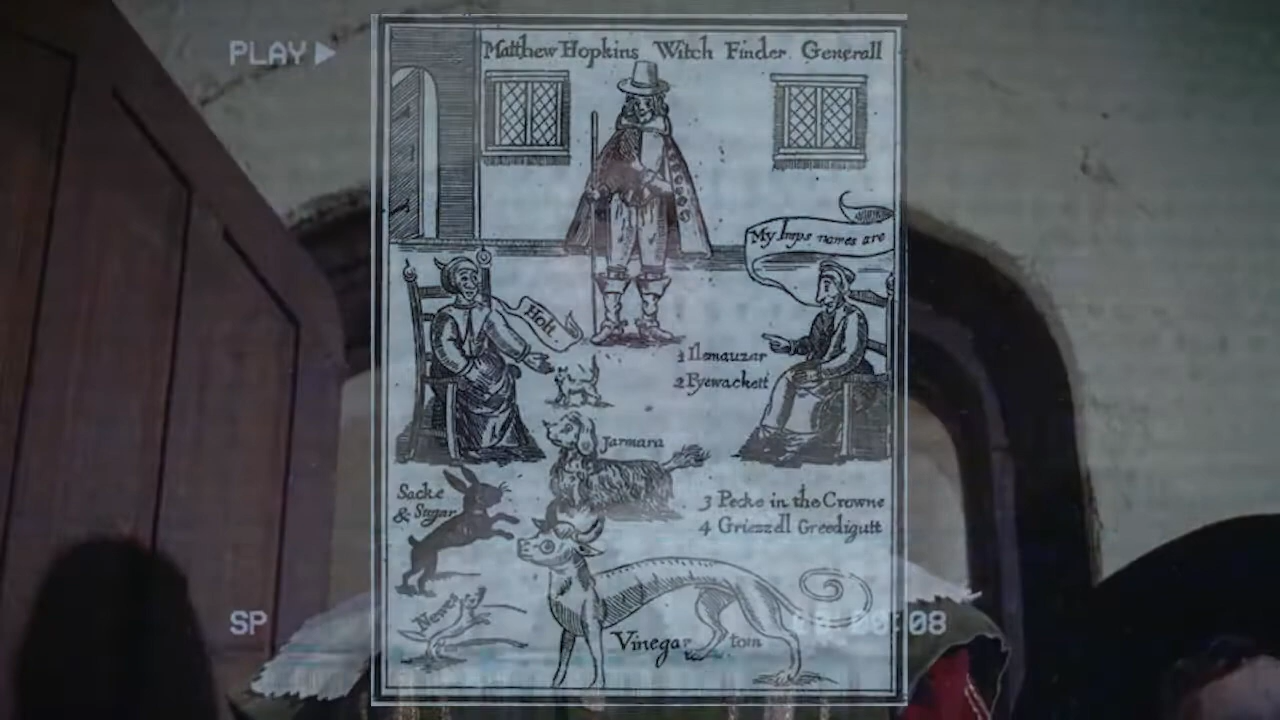 PLAY
Matthew Hopkins Witch Finder Generall
My Imps names are
Holt
1 Ilemauzar
2 Pyewackett
Jarmara
Sacke
& Sugar
3 Pecke in the Crowne
4 Griezzell Greedigutt
Newes
SP
Vinegar tom